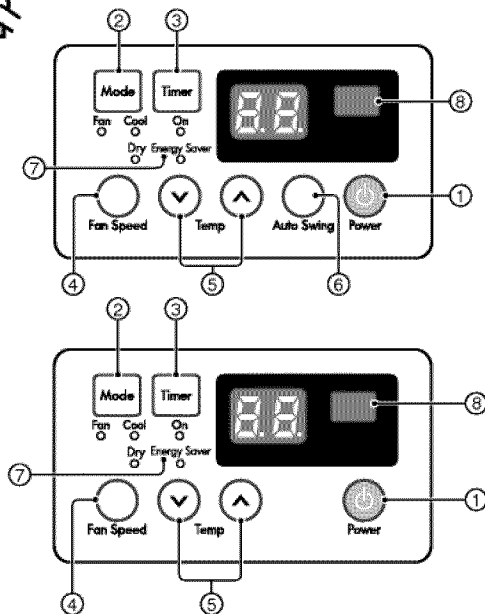 ② ③
Mode Timer
⑧
Fan Cool On
Dry Energy Saver
⑦
①
④
Fan Speed Temp Auto Swing Power
⑤ ⑥
② ③
Mode Timer
⑧
Fan Cool On
Dry Energy Saver
⑦
①
④
Fan Speed Temp Power
⑤